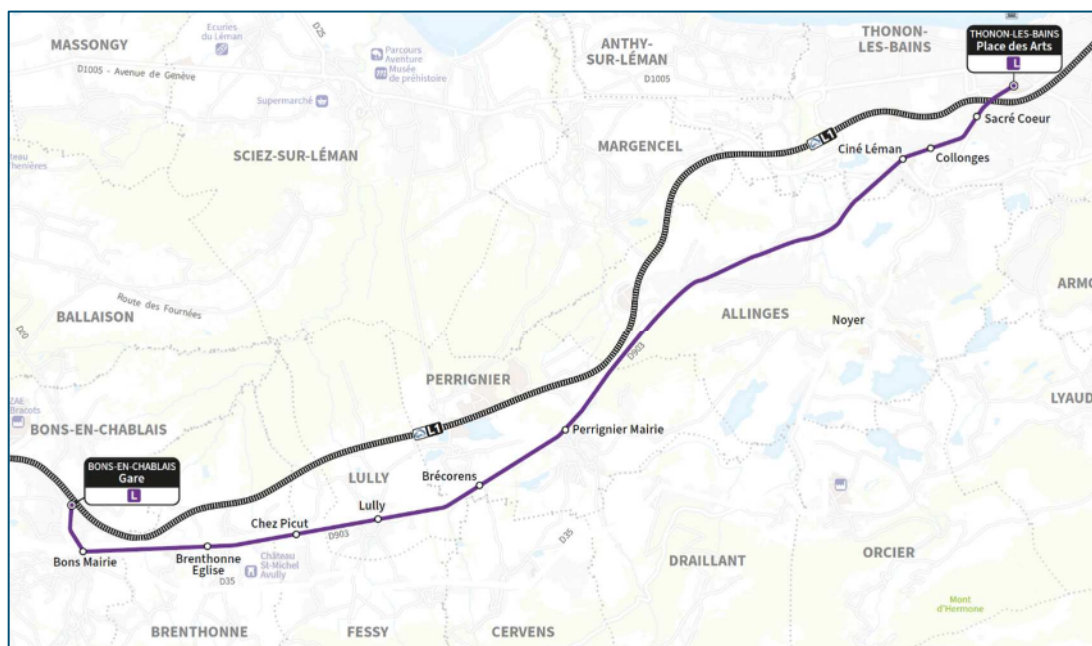 Ecuries
du Léman
D25
MASSONGY
Parcours
Aventure
Musée
de préhistoire
D1005 - Avenue de Genève
Supermarché
ANTHY-
SUR-LÉMAN
D1005
THONON-
LES-BAINS
THONON-LES-BAINS
Place des Arts
L
Sacré Coeur
SCIEZ-SUR-LÉMAN
MARGENCEL
L1
Ciné Léman
Collonges
Route des Fournées
BALLAISON
ALLINGES
Noyer
D903
PERRIGNIER
LYAUD
ZAE
Bracots
BONS-EN-CHABLAIS
L1
Perrignier Mairie
BONS-EN-CHABLAIS
Gare
L
LULLY
Brécorens
Lully
Chez Picut
D903
D35
Bons Mairie
Brenthonne
Eglise
D35
Château
St-Michel
Avully
DRAILLANT
ORCIER
Mont
d'Hermone
BRENTHONNE
FESSY
CERVENS